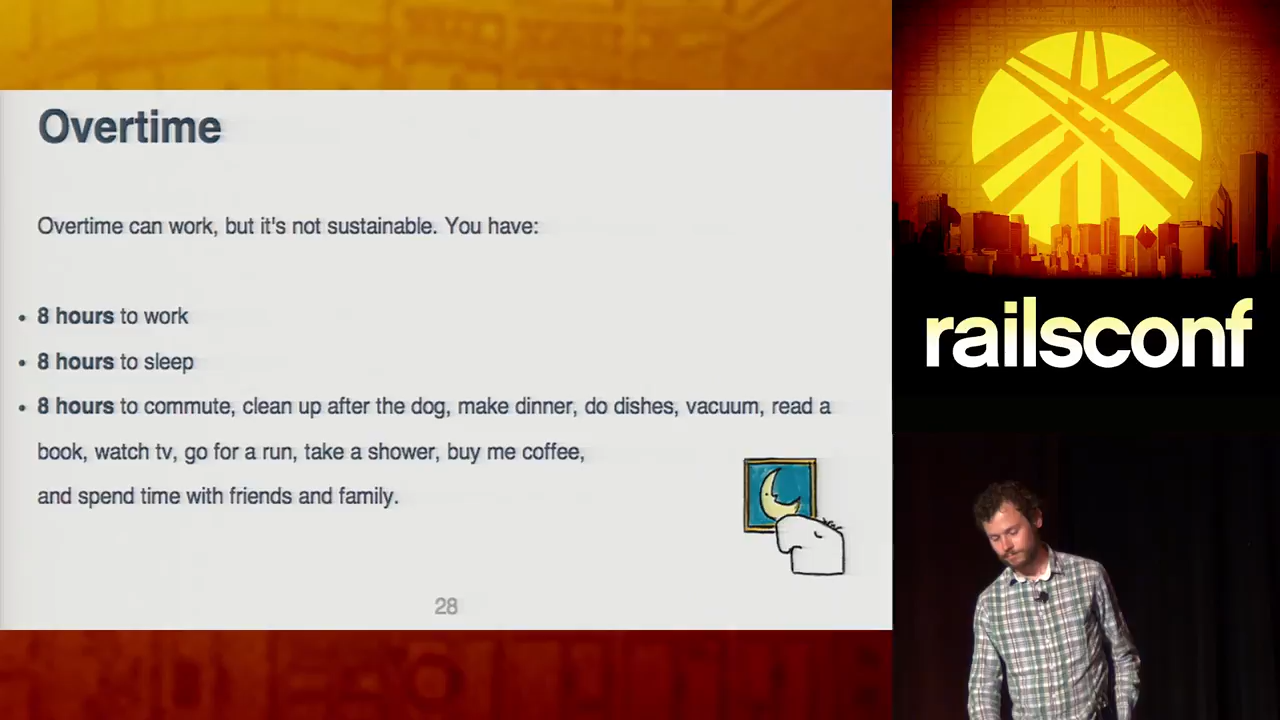 Overtime
Overtime can work, but it's not sustainable. You have:
• 8 hours to work
• 8 hours to sleep
• 8 hours to commute, clean up after the dog, make dinner, do dishes, vacuum, read a
book, watch tv, go for a run, take a shower, buy me coffee,
and spend time with friends and family.
28
railsconf